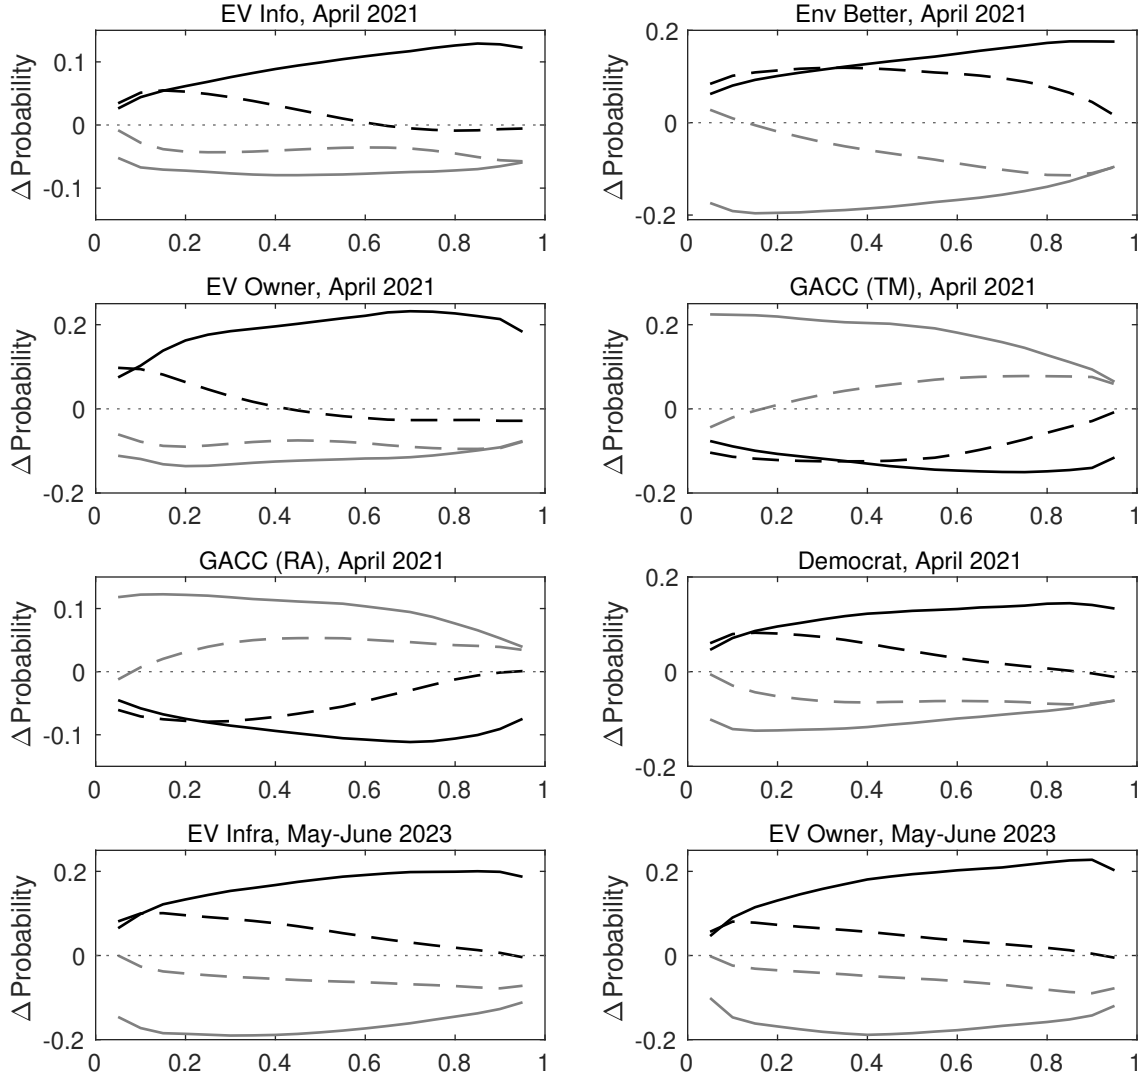 EV Info, April 2021
Δ Probability
0.1
0
-0.1
0 0.2 0.4 0.6 0.8 1
Env Better, April 2021
Δ Probability
0.2
0
-0.2
0 0.2 0.4 0.6 0.8 1
EV Owner, April 2021
Δ Probability
0.2
0
-0.2
0 0.2 0.4 0.6 0.8 1
GACC (TM), April 2021
Δ Probability
0.2
0
-0.2
0 0.2 0.4 0.6 0.8 1
GACC (RA), April 2021
Δ Probability
0.1
0
-0.1
0 0.2 0.4 0.6 0.8 1
Democrat, April 2021
Δ Probability
0.2
0
-0.2
0 0.2 0.4 0.6 0.8 1
EV Infra, May-June 2023
Δ Probability
0.2
0
-0.2
0 0.2 0.4 0.6 0.8 1
EV Owner, May-June 2023
Δ Probability
0.2
0
-0.2
0 0.2 0.4 0.6 0.8 1